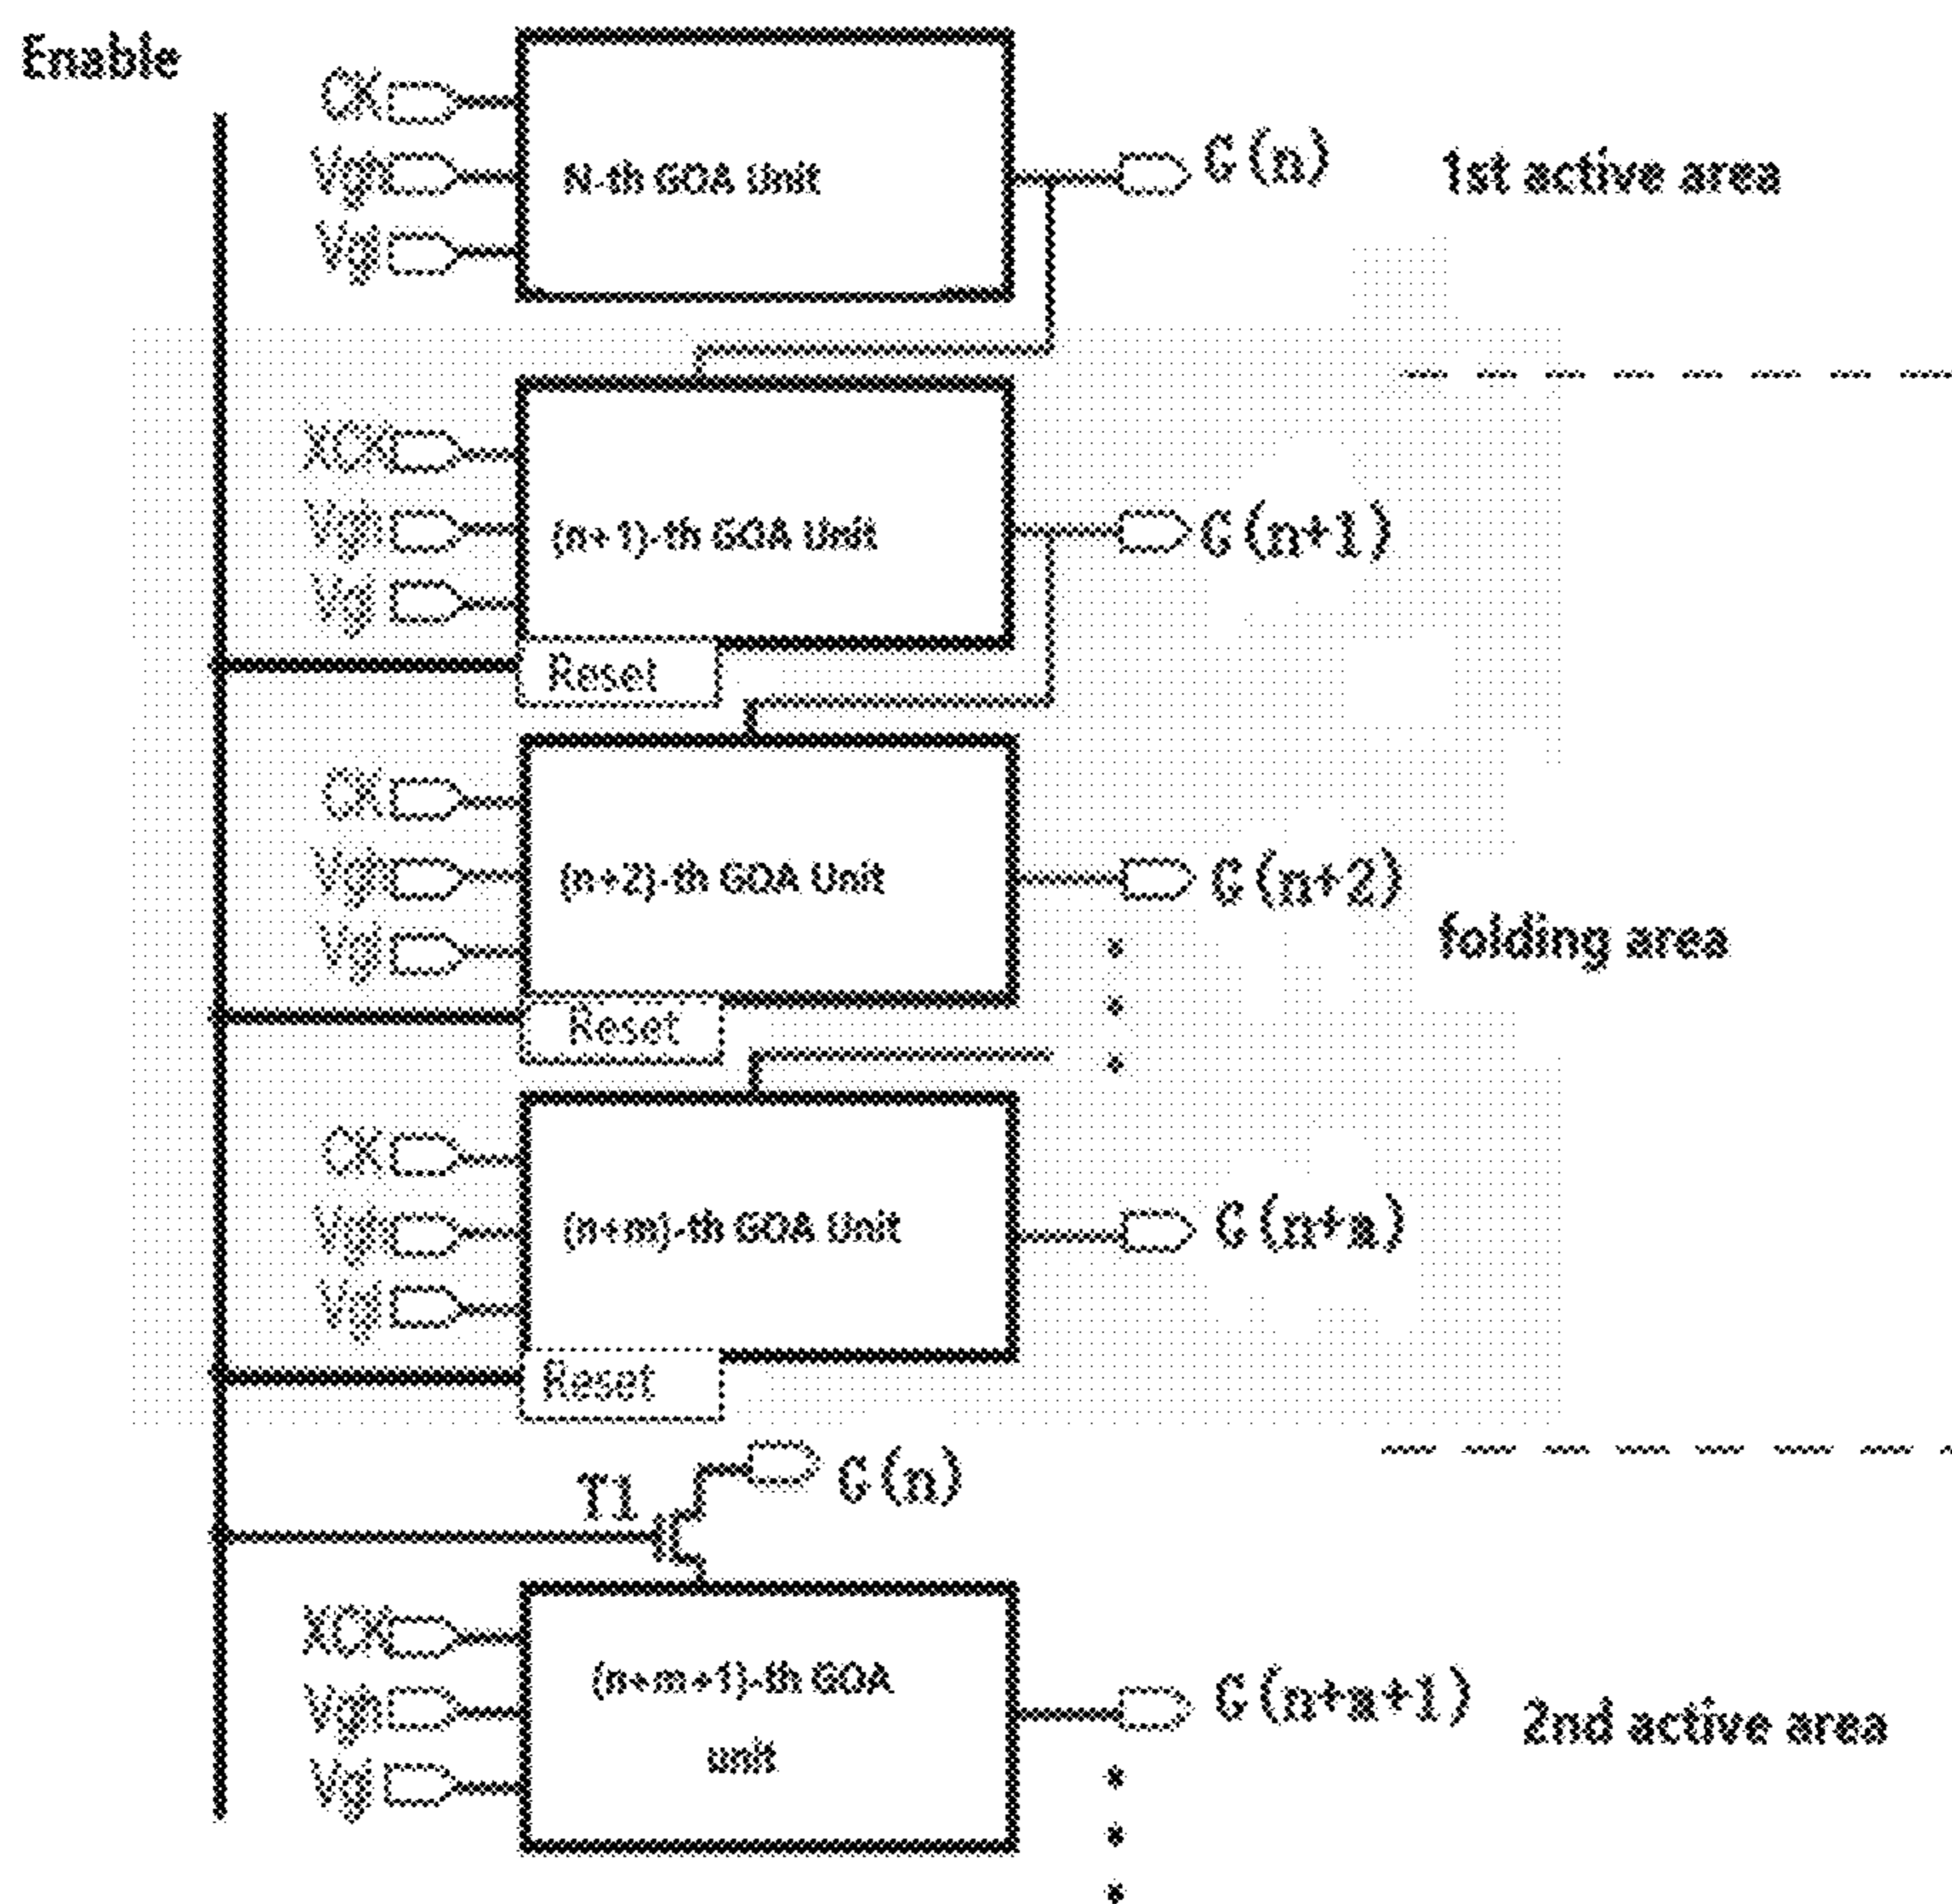 Enable
CK
Vgh
Vgl
N-th GOA Unit
G(n)
1st active area
XCK
Vgh
Vgl
(n+1)-th GOA Unit
G(n+1)
Reset
CK
Vgh
Vgl
(n+2)-th GOA Unit
G(n+2)
folding area
Reset
CK
Vgh
Vgl
(n+m)-th GOA Unit
G(n+m)
Reset
T1
G(n)
XCK
Vgh
Vgl
(n+m+1)-th GOA
unit
G(n+m+1)
2nd active area